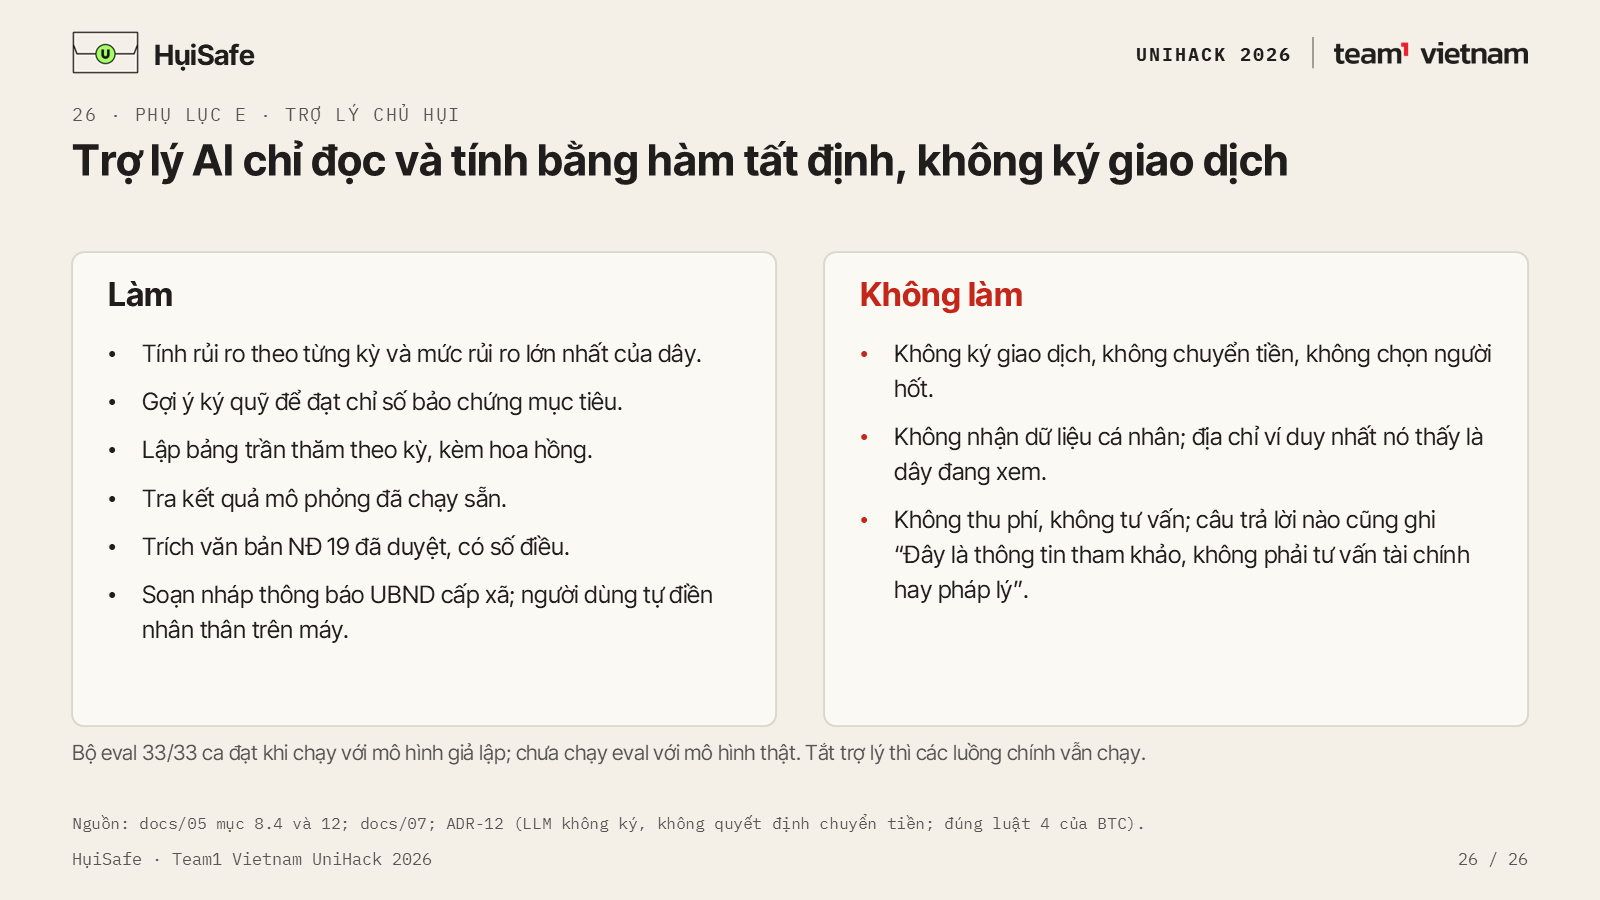 U HụiSafe
UNIHACK 2026 | team1 vietnam
26 · PHỤ LỤC E · TRỢ LÝ CHỦ HỤI
Trợ lý AI chỉ đọc và tính bằng hàm tất định, không ký giao dịch
Làm
• Tính rủi ro theo từng kỳ và mức rủi ro lớn nhất của dây.
• Gợi ý ký quỹ để đạt chỉ số bảo chứng mục tiêu.
• Lập bảng trần thăm theo kỳ, kèm hoa hồng.
• Tra kết quả mô phỏng đã chạy sẵn.
• Trích văn bản NĐ 19 đã duyệt, có số điều.
• Soạn nháp thông báo UBND cấp xã; người dùng tự điền
nhân thân trên máy.
Không làm
• Không ký giao dịch, không chuyển tiền, không chọn người
hốt.
• Không nhận dữ liệu cá nhân; địa chỉ ví duy nhất nó thấy là
dây đang xem.
• Không thu phí, không tư vấn; câu trả lời nào cũng ghi
“Đây là thông tin tham khảo, không phải tư vấn tài chính
hay pháp lý”.
Bộ eval 33/33 ca đạt khi chạy với mô hình giả lập; chưa chạy eval với mô hình thật. Tắt trợ lý thì các luồng chính vẫn chạy.
Nguồn: docs/05 mục 8.4 và 12; docs/07; ADR-12 (LLM không ký, không quyết định chuyển tiền; đúng luật 4 của BTC).
HụiSafe · Team1 Vietnam UniHack 2026
26 / 26